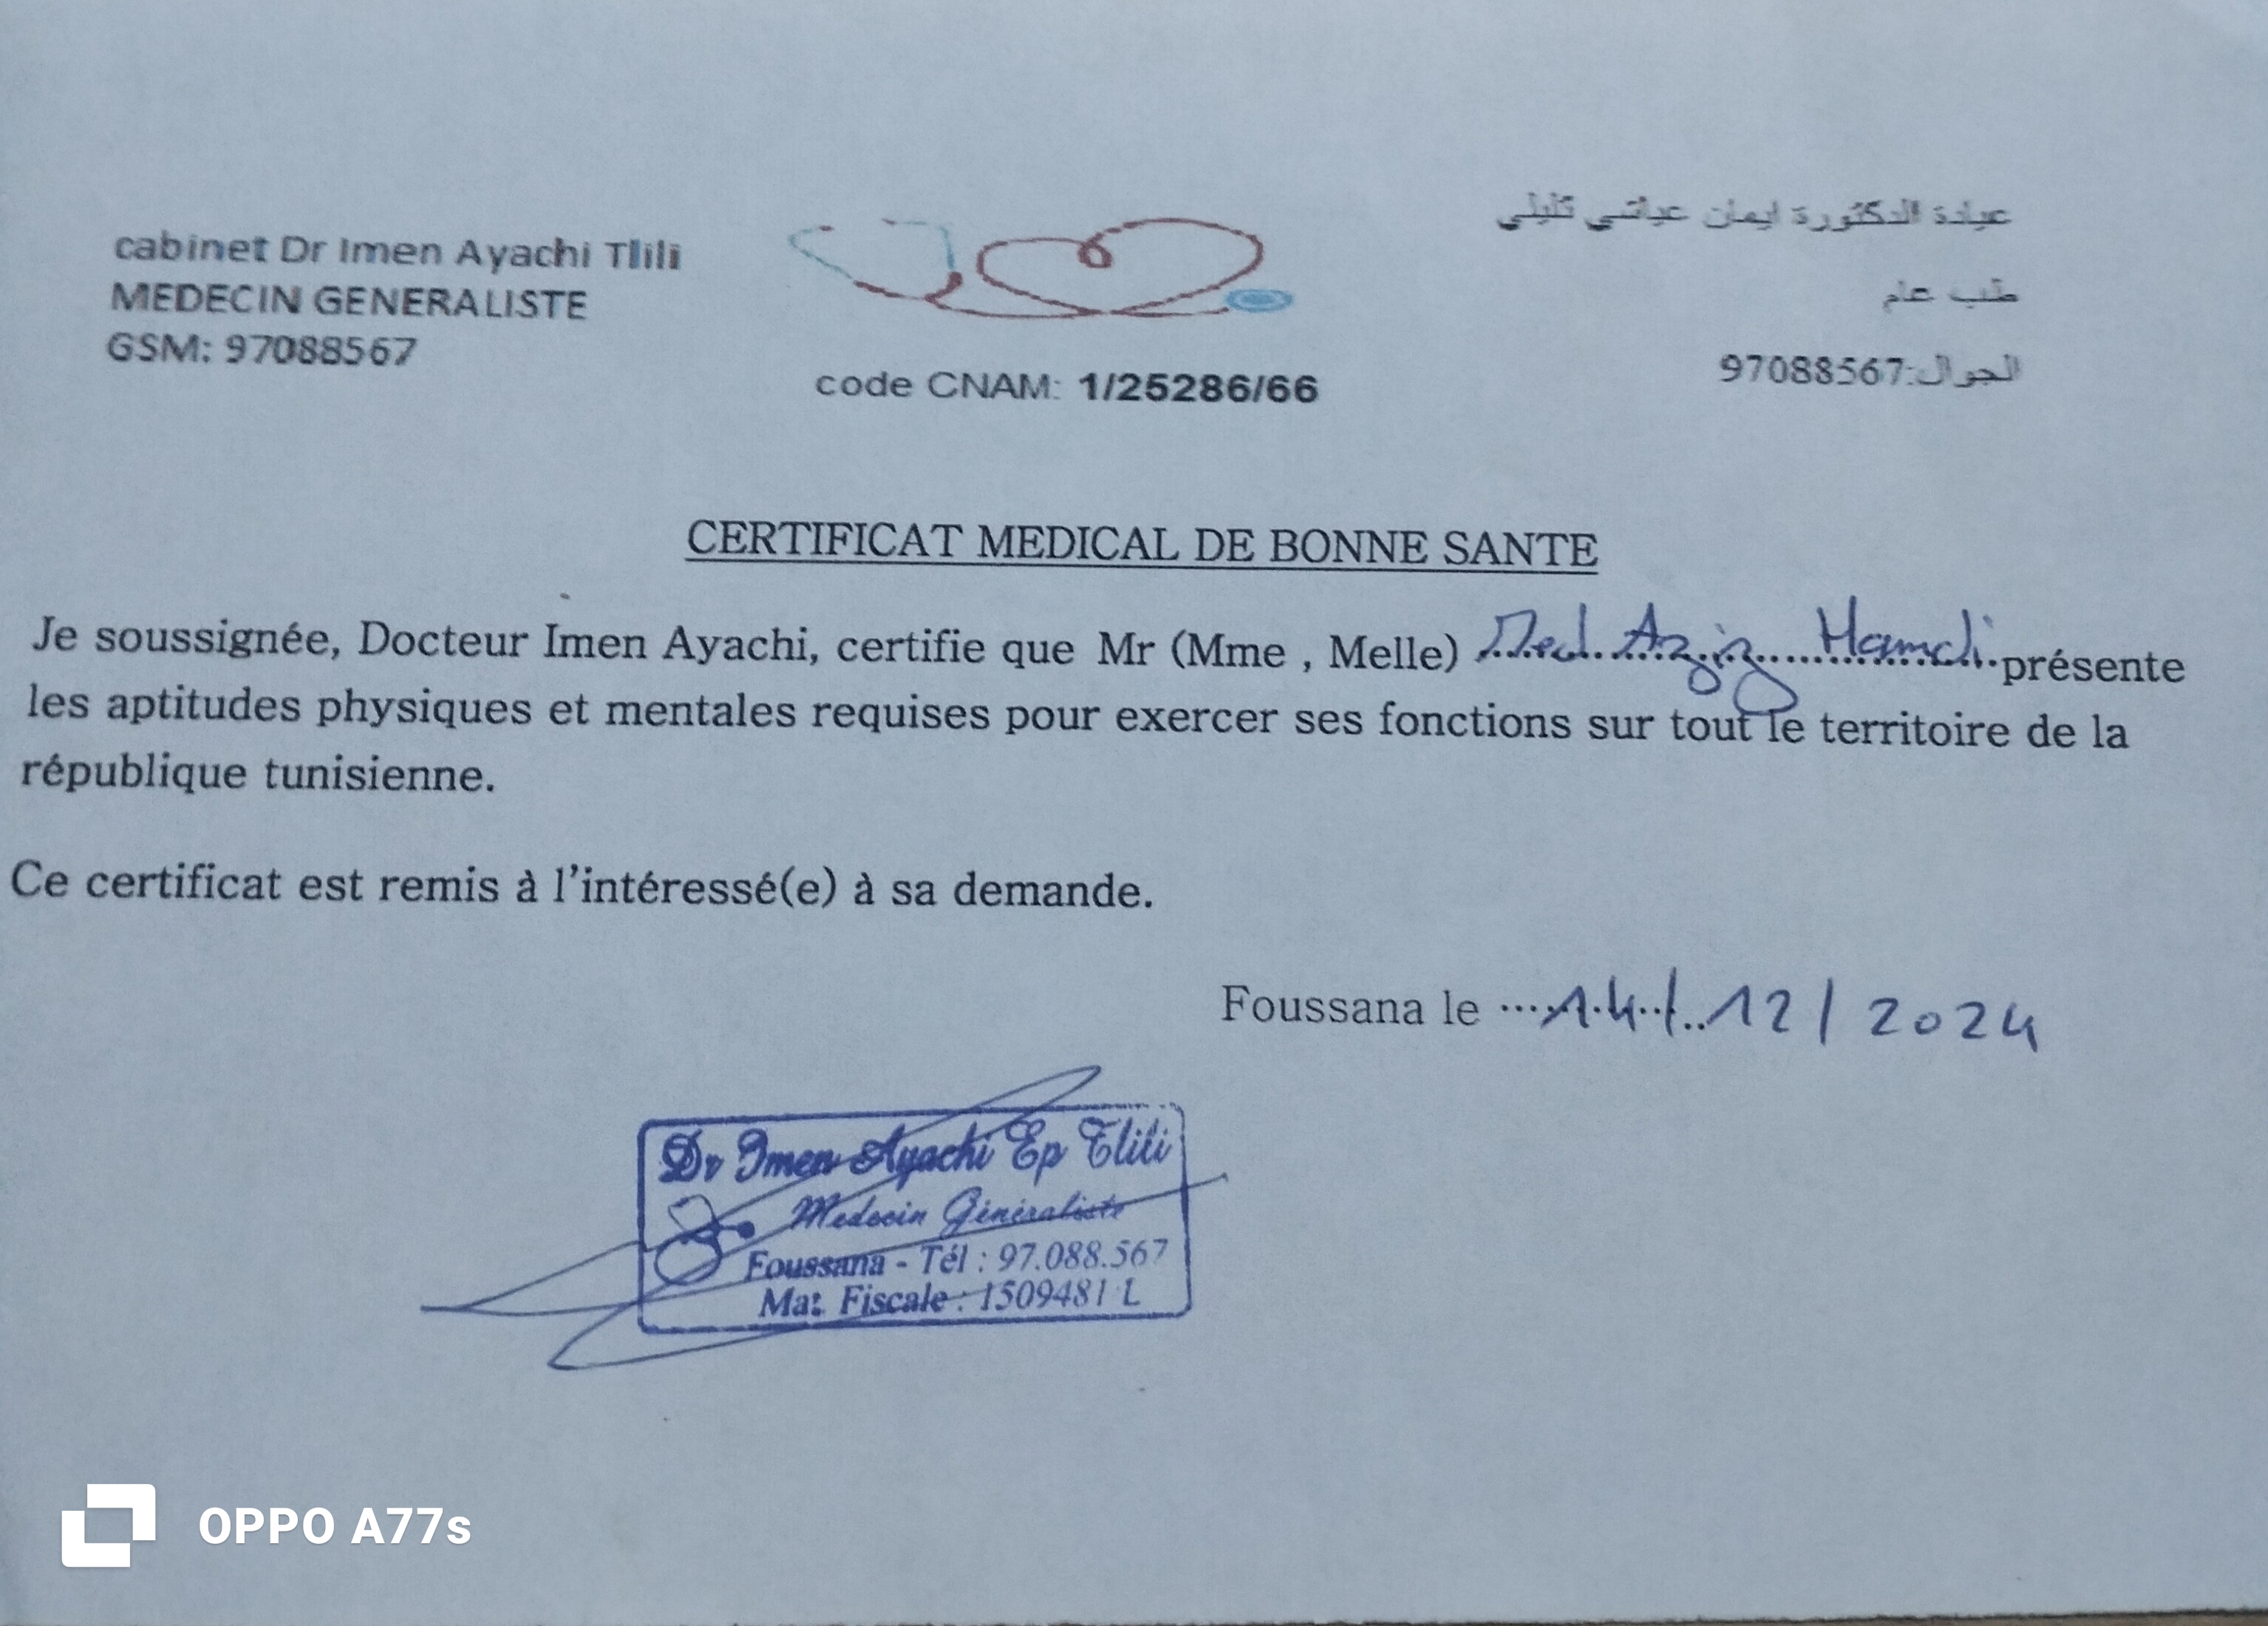 cabinet Dr Imen Ayachi Tlili
MEDECIN GENERALISTE
GSM: 97088567
code CNAM: 1/25286/66
عيادة الدكتورة ايمان عياشي تليلي
طب عام
الجوال:97088567
CERTIFICAT MEDICAL DE BONNE SANTE
Je soussignée, Docteur Imen Ayachi, certifie que Mr (Mme , Melle) Med Aziz Hamdi présente
les aptitudes physiques et mentales requises pour exercer ses fonctions sur tout le territoire de la
république tunisienne.
Ce certificat est remis à l'intéressé(e) à sa demande.
Foussana le 14/12/2024
Dr Imen Ayachi Ep Tlili
Medecin Généraliste
Foussana - Tél : 97.088.567
Mat. Fiscale : 1509481 L
OPPO A77s